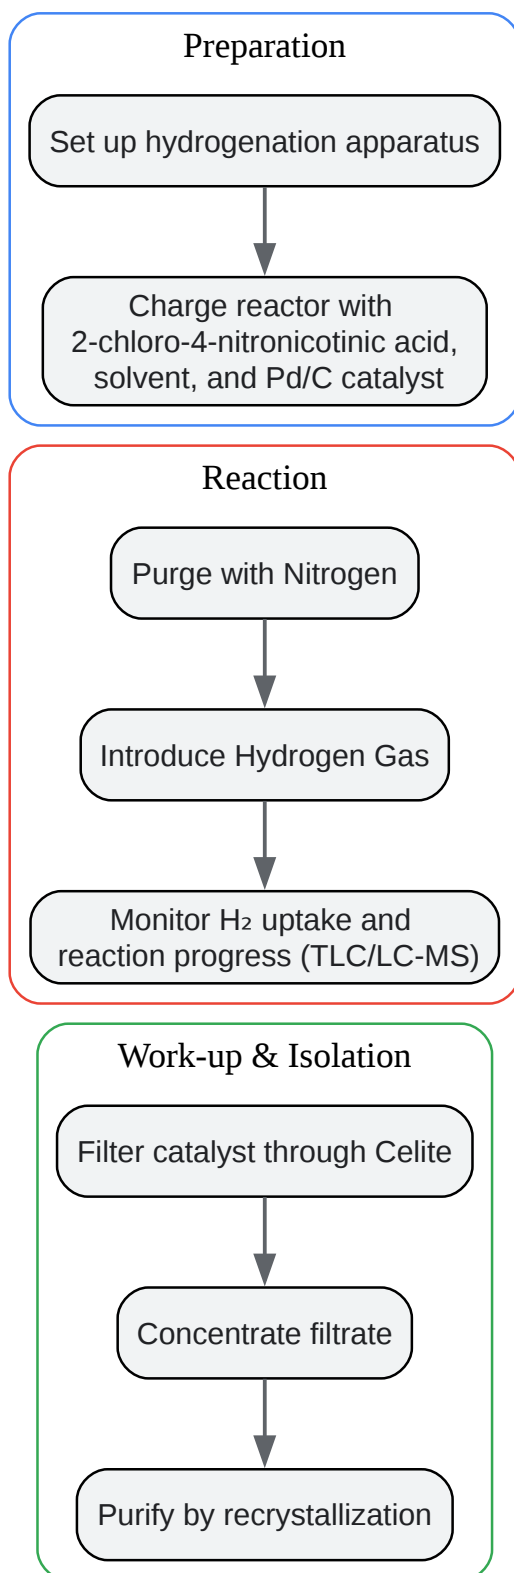 Preparation
Set up hydrogenation apparatus
Charge reactor with
2-chloro-4-nitronicotinic acid,
solvent, and Pd/C catalyst
Reaction
Purge with Nitrogen
Introduce Hydrogen Gas
Monitor H₂ uptake and
reaction progress (TLC/LC-MS)
Work-up & Isolation
Filter catalyst through Celite
Concentrate filtrate
Purify by recrystallization